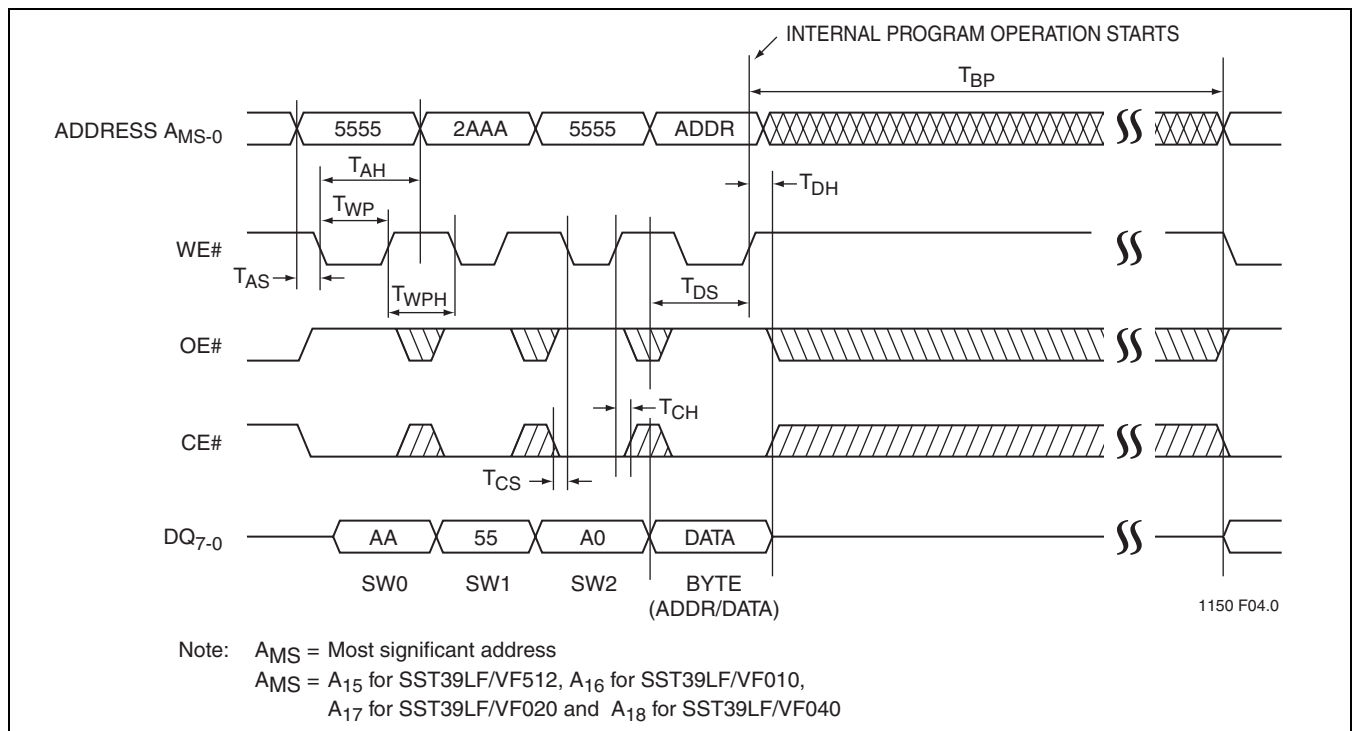 INTERNAL PROGRAM OPERATION STARTS
TBP
ADDRESS AMS-0 5555 2AAA 5555 ADDR
TAH
TDH
TWP
WE#
TAS
TWPH
TDS
OE#
TCH
CE#
TCS
DQ7-0 AA 55 A0 DATA
SW0 SW1 SW2 BYTE
(ADDR/DATA)
1150 F04.0
Note: AMS = Most significant address
AMS = A15 for SST39LF/VF512, A16 for SST39LF/VF010,
A17 for SST39LF/VF020 and A18 for SST39LF/VF040